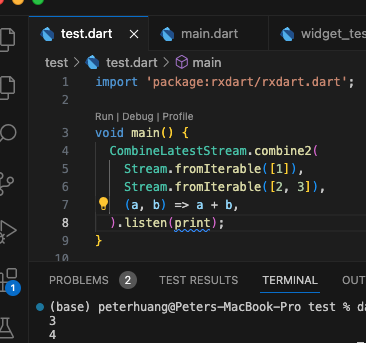 test.dart
main.dart
widget_tes
test > test.dart > main
1 import 'package:rxdart/rxdart.dart';
2
Run | Debug | Profile
3 void main() {
4 CombineLatestStream.combine2(
5 Stream.fromIterable([1]),
6 Stream.fromIterable([2, 3]),
7 (a, b) => a + b,
8 ).listen(print);
9 }
10
PROBLEMS 2 TEST RESULTS TERMINAL OUT
1
(base) peterhuang@Peters-MacBook-Pro test % da
3
4